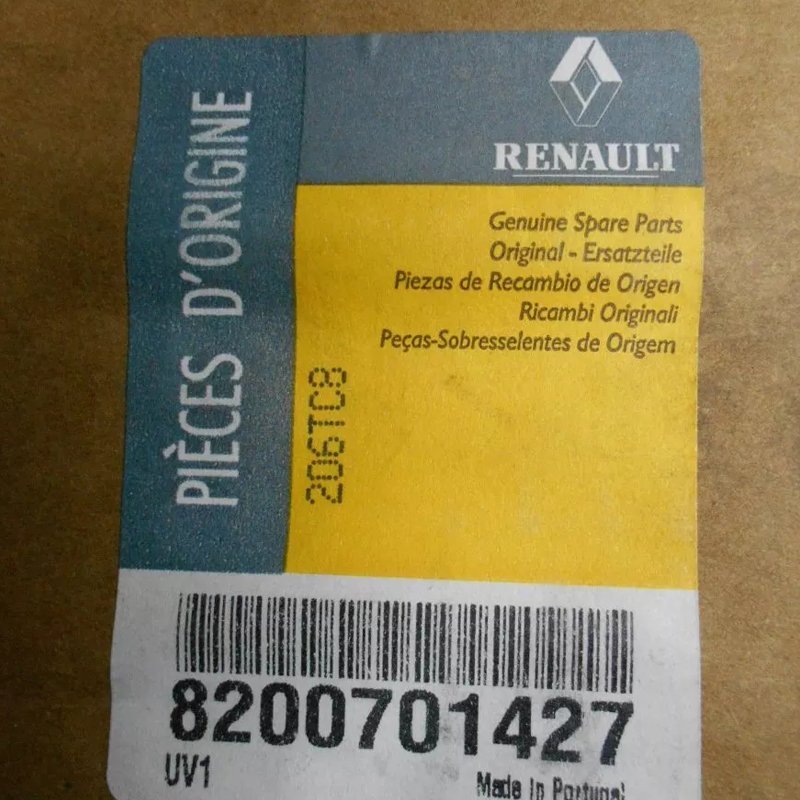 PIÈCES D'ORIGINE
RENAULT
Genuine Spare Parts
Original - Ersatzteile
Piezas de Recambio de Origen
Ricambi Originali
Peças-Sobresselentes de Origem
206TC8
8200701427
UV1
Made In Portugal